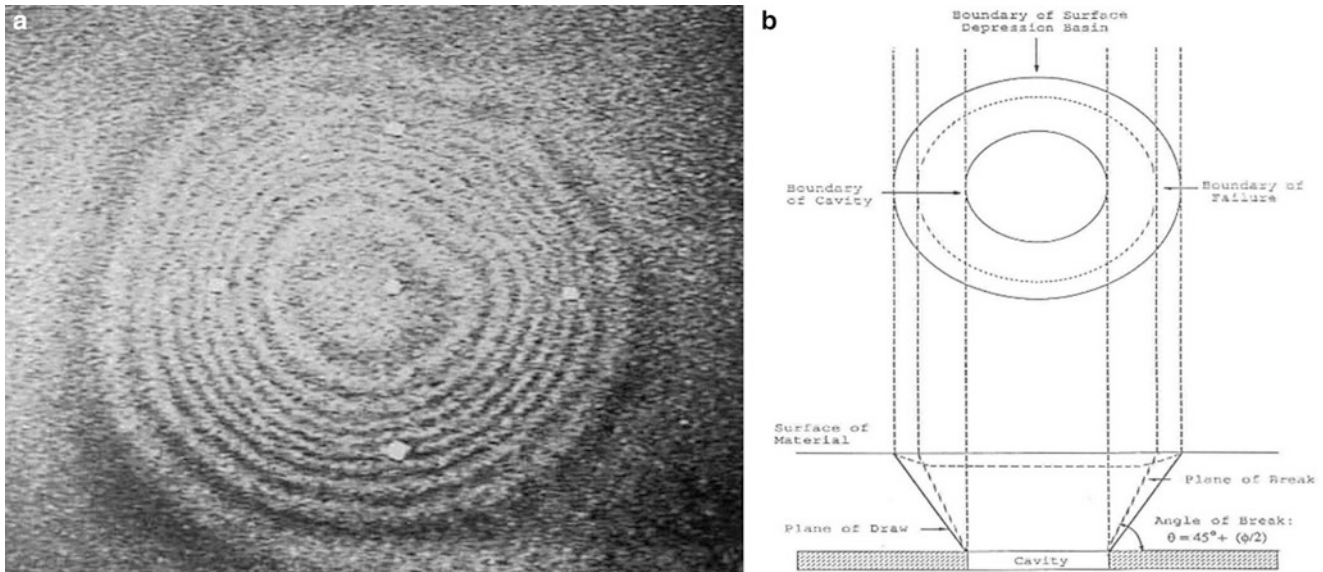 a
b
Boundary of Surface
Depression Basin
Boundary
of Cavity
Boundary of
Failure
Surface of
Material
Plane of Break
Plane of Draw
Angle of Break:
θ = 45° + (ϕ/2)
Cavity